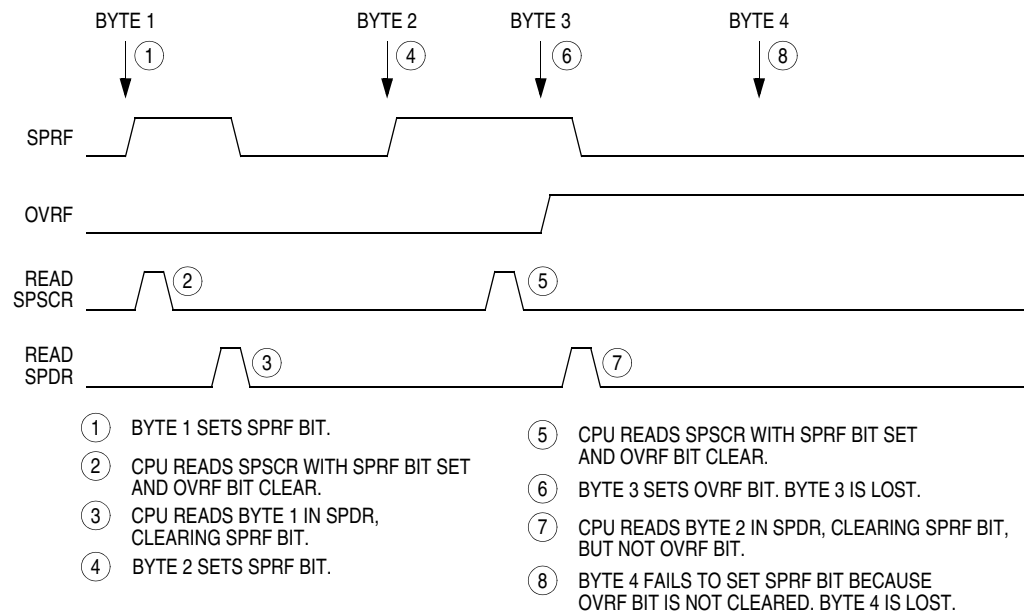 BYTE 1 BYTE 2 BYTE 3 BYTE 4
1 4 6 8
SPRF
OVRF
READ
SPSCR
2 5
READ
SPDR
3 7
1 BYTE 1 SETS SPRF BIT.
2 CPU READS SPSCR WITH SPRF BIT SET
AND OVRF BIT CLEAR.
3 CPU READS BYTE 1 IN SPDR,
CLEARING SPRF BIT.
4 BYTE 2 SETS SPRF BIT.
5 CPU READS SPSCR WITH SPRF BIT SET
AND OVRF BIT CLEAR.
6 BYTE 3 SETS OVRF BIT. BYTE 3 IS LOST.
7 CPU READS BYTE 2 IN SPDR, CLEARING SPRF BIT,
BUT NOT OVRF BIT.
8 BYTE 4 FAILS TO SET SPRF BIT BECAUSE
OVRF BIT IS NOT CLEARED. BYTE 4 IS LOST.